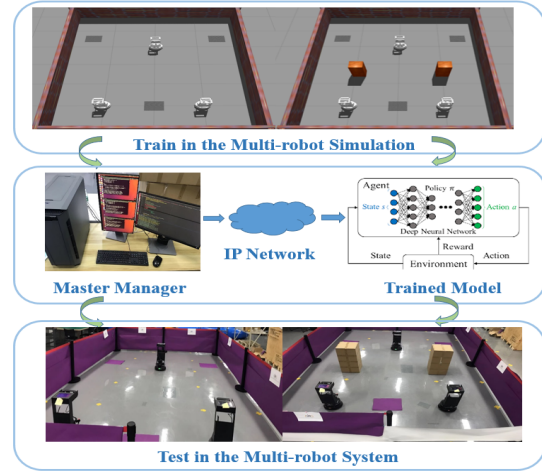 Train in the Multi-robot Simulation
Agent
Policy π
State s
Action a
Deep Neural Network
Reward
State
Environment
Action
IP Network
Master Manager
Trained Model
Test in the Multi-robot System